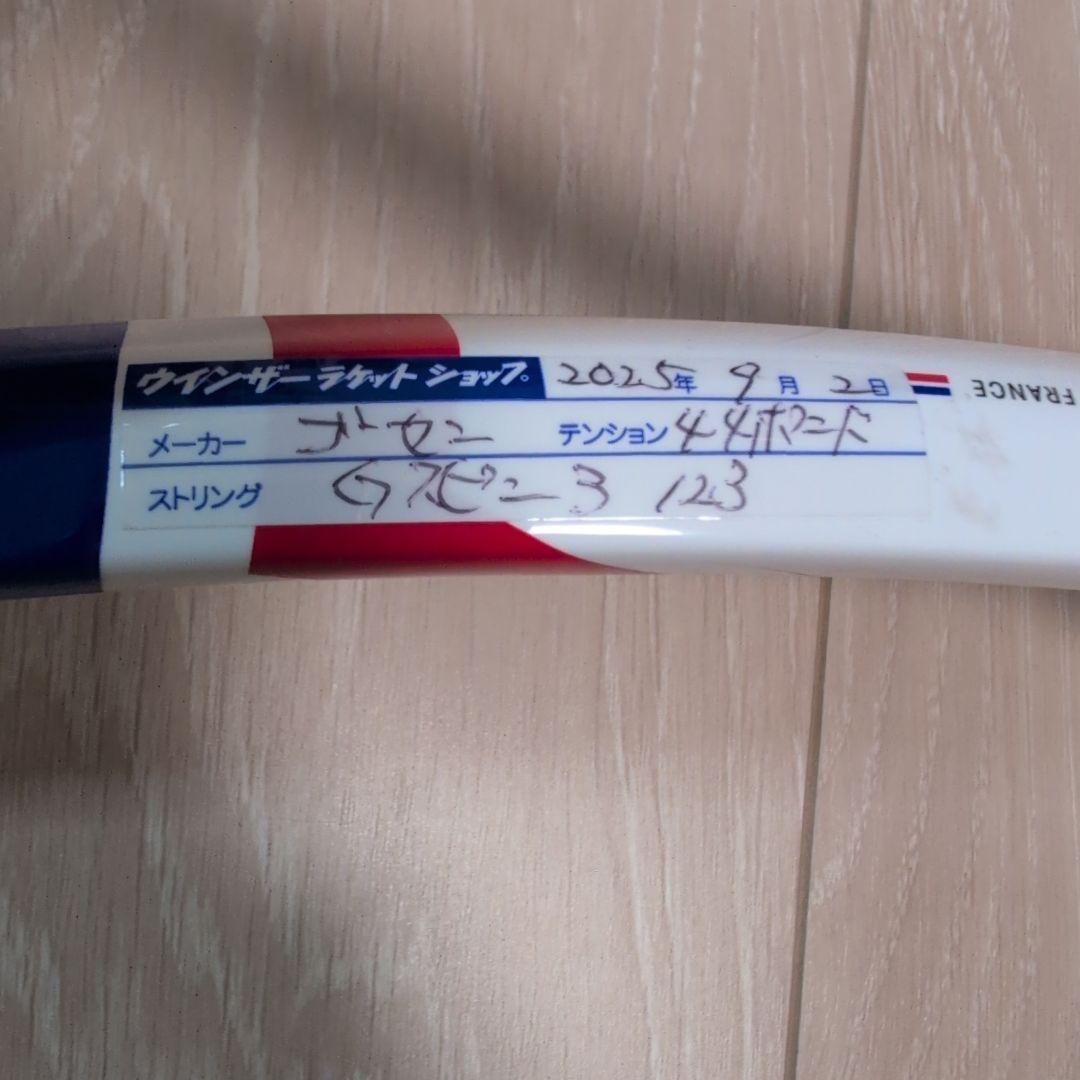 ウインザーラケットショップ。 2025年 9月 2日
メーカー ゴセン テンション 44ポンド
ストリング Gスピン3 123
FRANCE